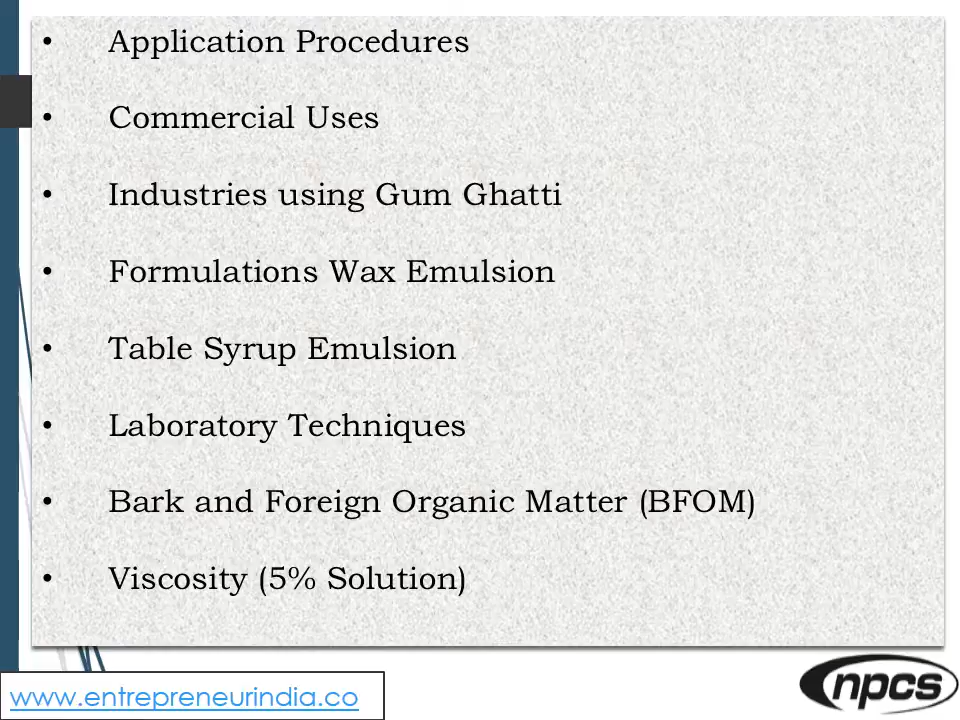 • Application Procedures
• Commercial Uses
• Industries using Gum Ghatti
• Formulations Wax Emulsion
• Table Syrup Emulsion
• Laboratory Techniques
• Bark and Foreign Organic Matter (BFOM)
• Viscosity (5% Solution)
www.entrepreneurindia.co
npcs